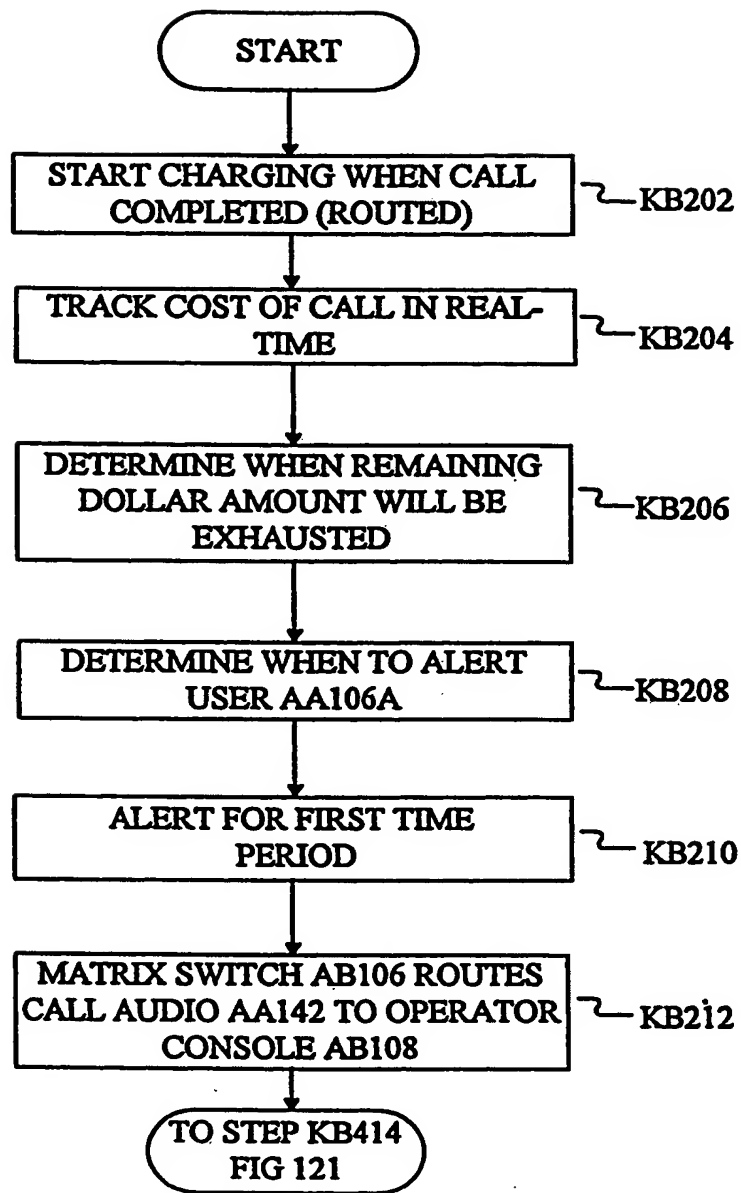 START
START CHARGING WHEN CALL
COMPLETED (ROUTED)
KB202
TRACK COST OF CALL IN REAL-
TIME
KB204
DETERMINE WHEN REMAINING
DOLLAR AMOUNT WILL BE
EXHAUSTED
KB206
DETERMINE WHEN TO ALERT
USER AA106A
KB208
ALERT FOR FIRST TIME
PERIOD
KB210
MATRIX SWITCH AB106 ROUTES
CALL AUDIO AA142 TO OPERATOR
CONSOLE AB108
KB212
TO STEP KB414
FIG 121